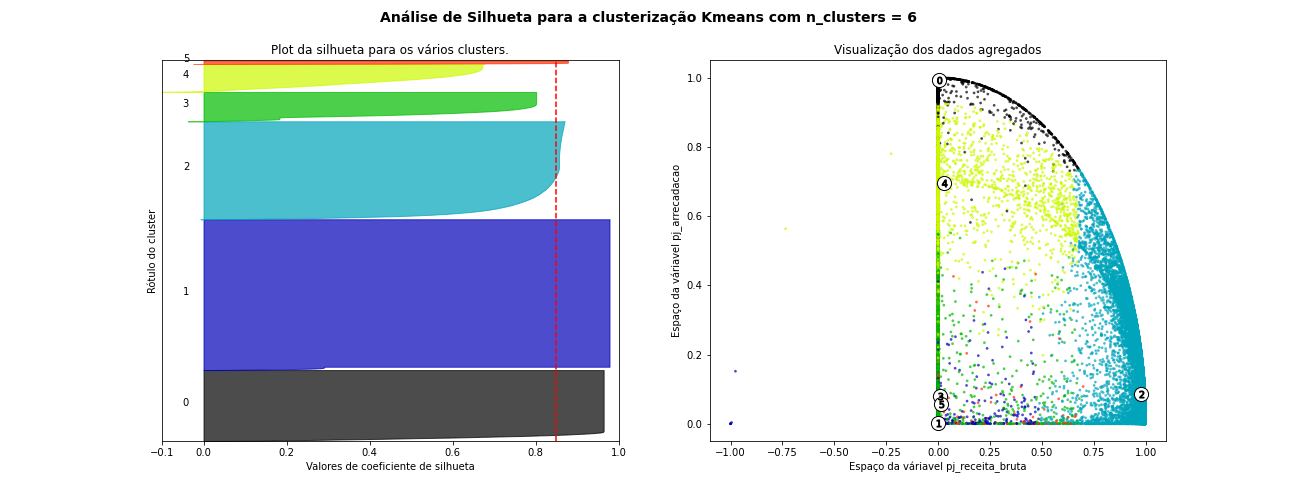 Análise de Silhueta para a clusterização Kmeans com n_clusters = 6
Plot da silhueta para os vários clusters.
5
4
3
2
1
0
Rótulo do cluster
−0.1 0.0 0.2 0.4 0.6 0.8 1.0
Valores de coeficiente de silhueta
Visualização dos dados agregados
1.0
0.8
0.6
0.4
0.2
0.0
Espaço da váriavel pj_arrecadacao
0
4
3
5
2
1
−1.00 −0.75 −0.50 −0.25 0.00 0.25 0.50 0.75 1.00
Espaço da váriavel pj_receita_bruta